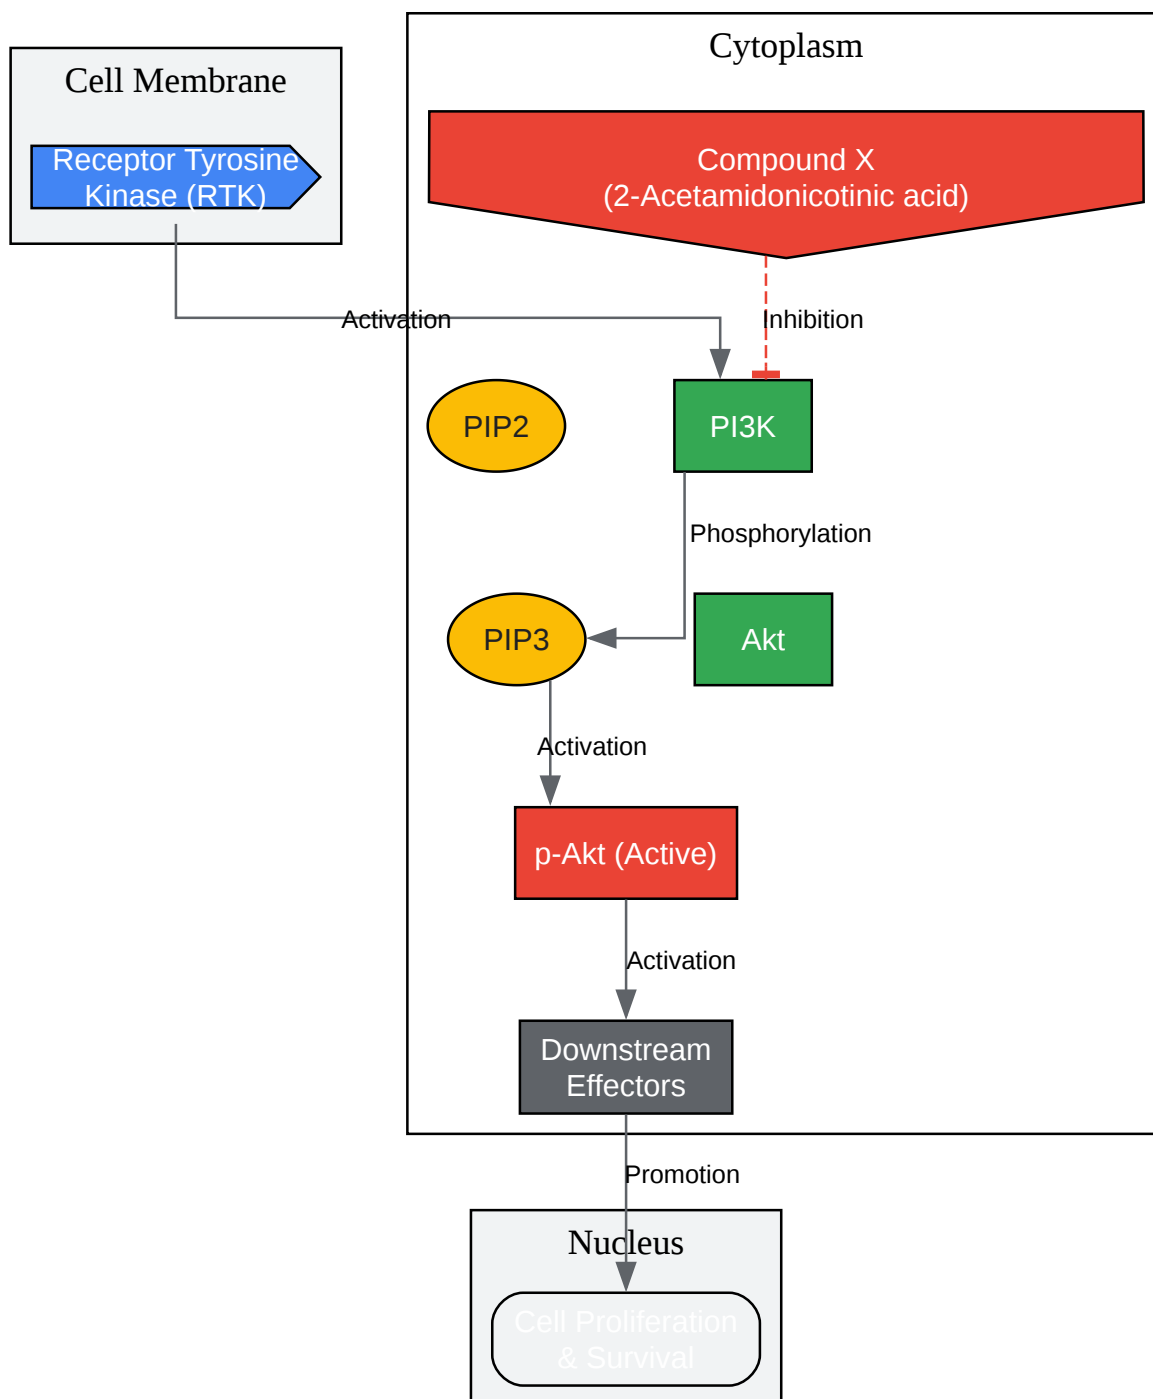 Cytoplasm
Cell Membrane
Receptor Tyrosine
Kinase (RTK)
Compound X
(2-Acetamidonicotinic acid)
Activation
Inhibition
PIP2
PI3K
Phosphorylation
PIP3
Akt
Activation
p-Akt (Active)
Activation
Downstream
Effectors
Promotion
Nucleus
Cell Proliferation
& Survival